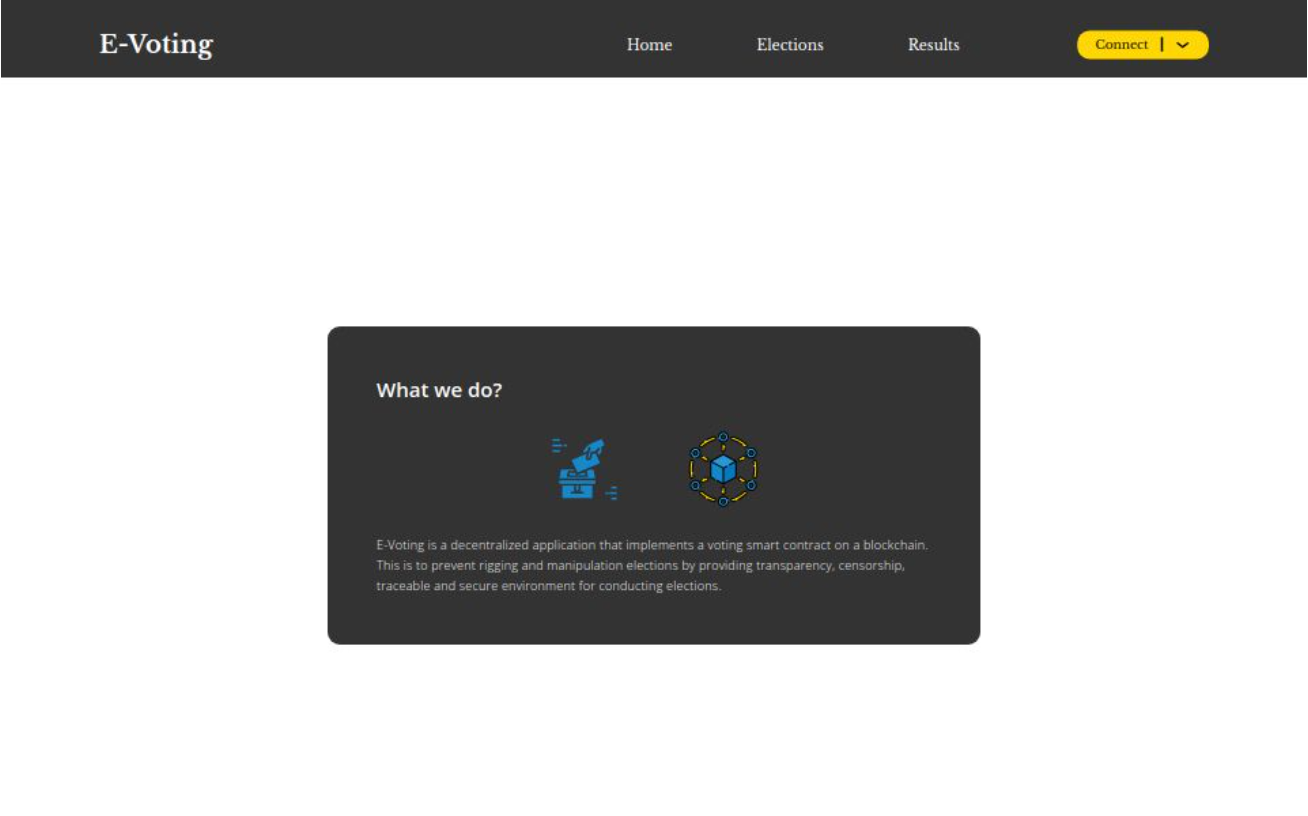 E-Voting
Home
Elections
Results
Connect
What we do?
E-Voting is a decentralized application that implements a voting smart contract on a blockchain.
This is to prevent rigging and manipulation elections by providing transparency, censorship,
traceable and secure environment for conducting elections.